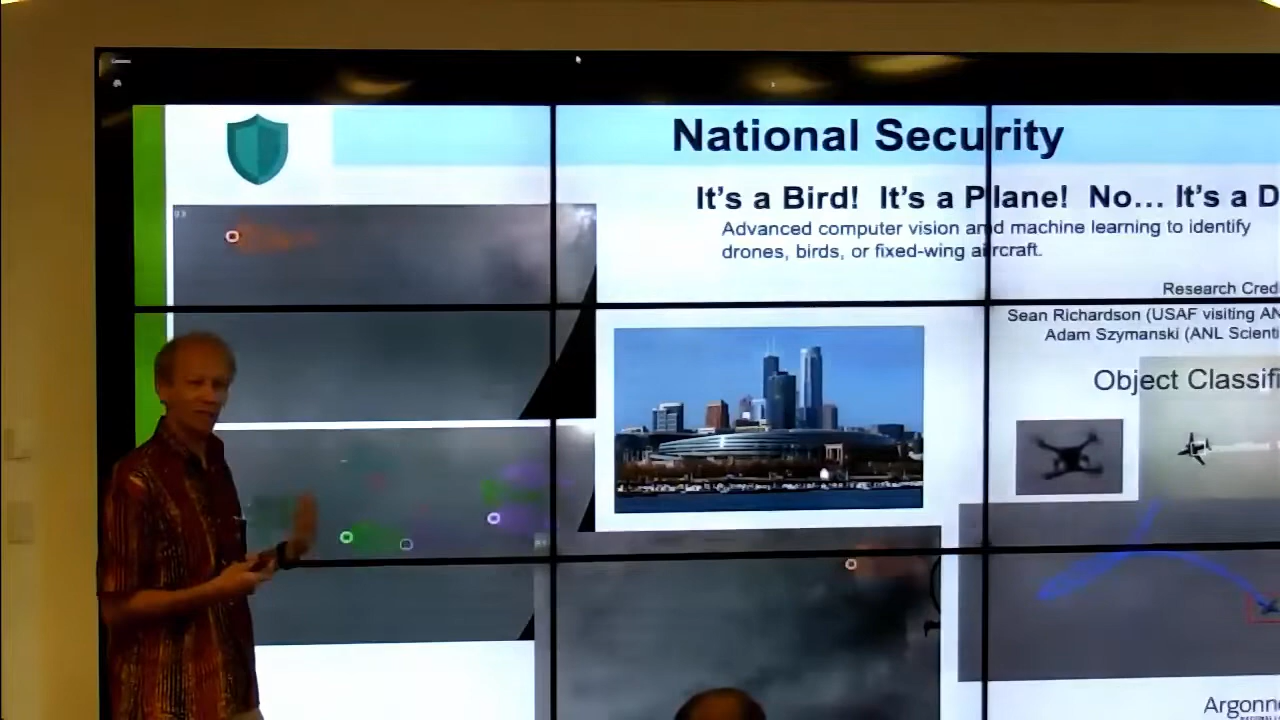 National Security
It's a Bird! It's a Plane! No... It's a D
Advanced computer vision and machine learning to identify
drones, birds, or fixed-wing aircraft.
Research Cred
Sean Richardson (USAF visiting AN
Adam Szymanski (ANL Scienti
Object Classifi
Argonn